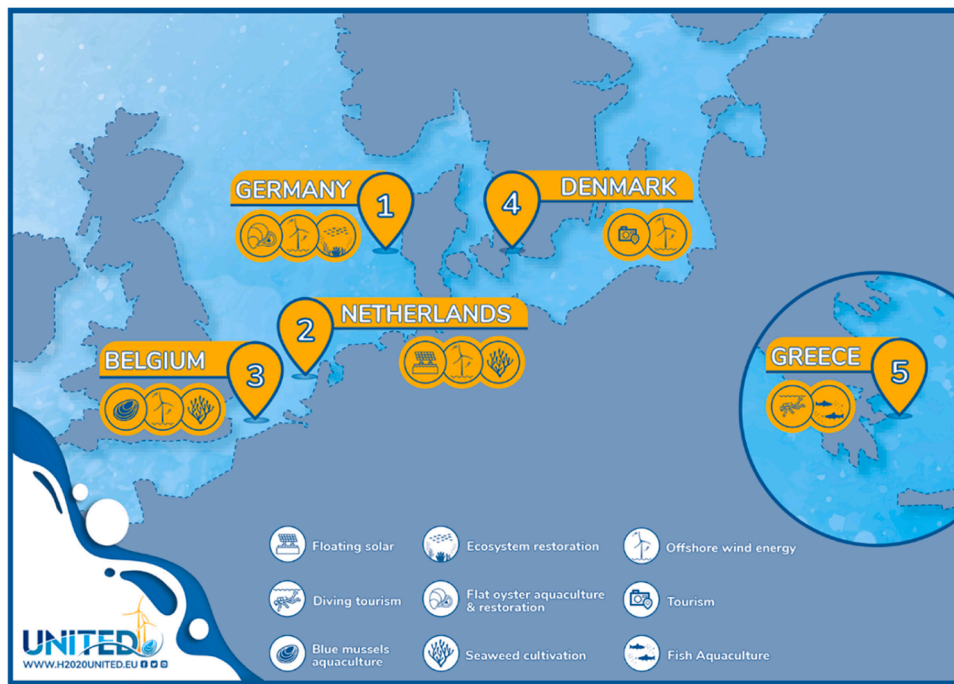 GERMANY
1
4
DENMARK
2
NETHERLANDS
BELGIUM
3
GREECE
5
Floating solar
Ecosystem restoration
Offshore wind energy
Diving tourism
Flat oyster aquaculture
& restoration
Tourism
Blue mussels
aquaculture
Seaweed cultivation
Fish Aquaculture
UNITED
WWW.H2020UNITED.EU